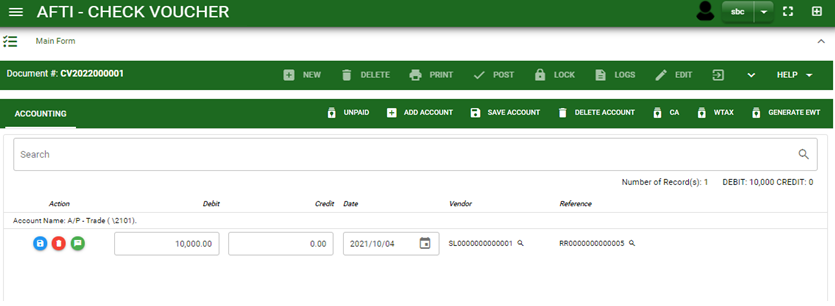 AFTI - CHECK VOUCHER sbc
Main Form
Document #: CV2022000001 NEW DELETE PRINT POST LOCK LOGS EDIT HELP
ACCOUNTING UNPAID ADD ACCOUNT SAVE ACCOUNT DELETE ACCOUNT CA WTAX GENERATE EWT
Search
Number of Record(s): 1 DEBIT: 10,000 CREDIT: 0
Action Debit Credit Date Vendor Reference
Account Name: A/P - Trade ( \2101).
10,000.00 0.00 2021/10/04 SL0000000000001 RR0000000000005